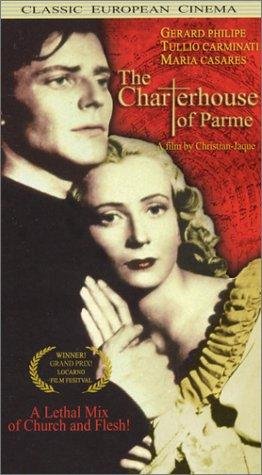 CLASSIC EUROPEAN CINEMA
GERARD PHILIPE
TULLIO CARMINATI
MARIA CASARES
The
Charterhouse
of Parme
A film by Christian-Jaque
WINNER!
GRAND PRIX!
LOCARNO
FILM FESITVAL
A Lethal Mix
of Church and Flesh!